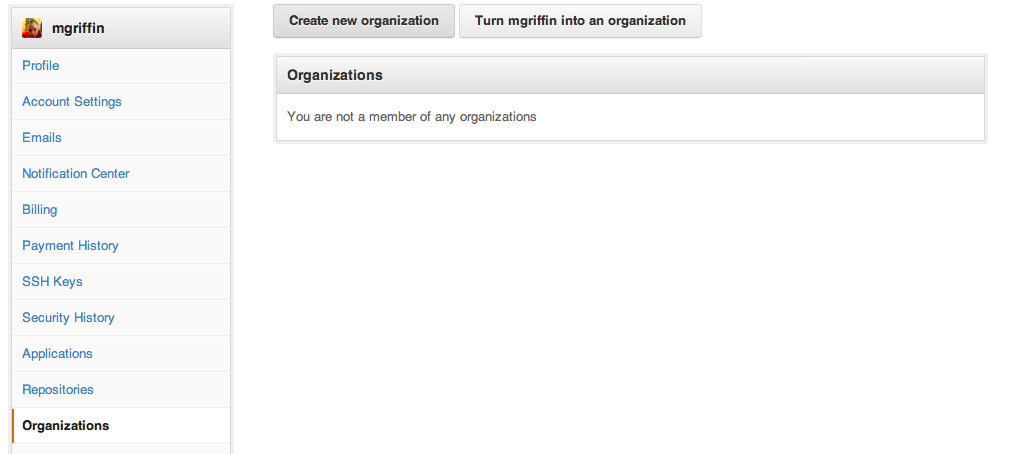 mgriffin
Profile
Account Settings
Emails
Notification Center
Billing
Payment History
SSH Keys
Security History
Applications
Repositories
Organizations
Create new organization
Turn mgriffin into an organization
Organizations
You are not a member of any organizations